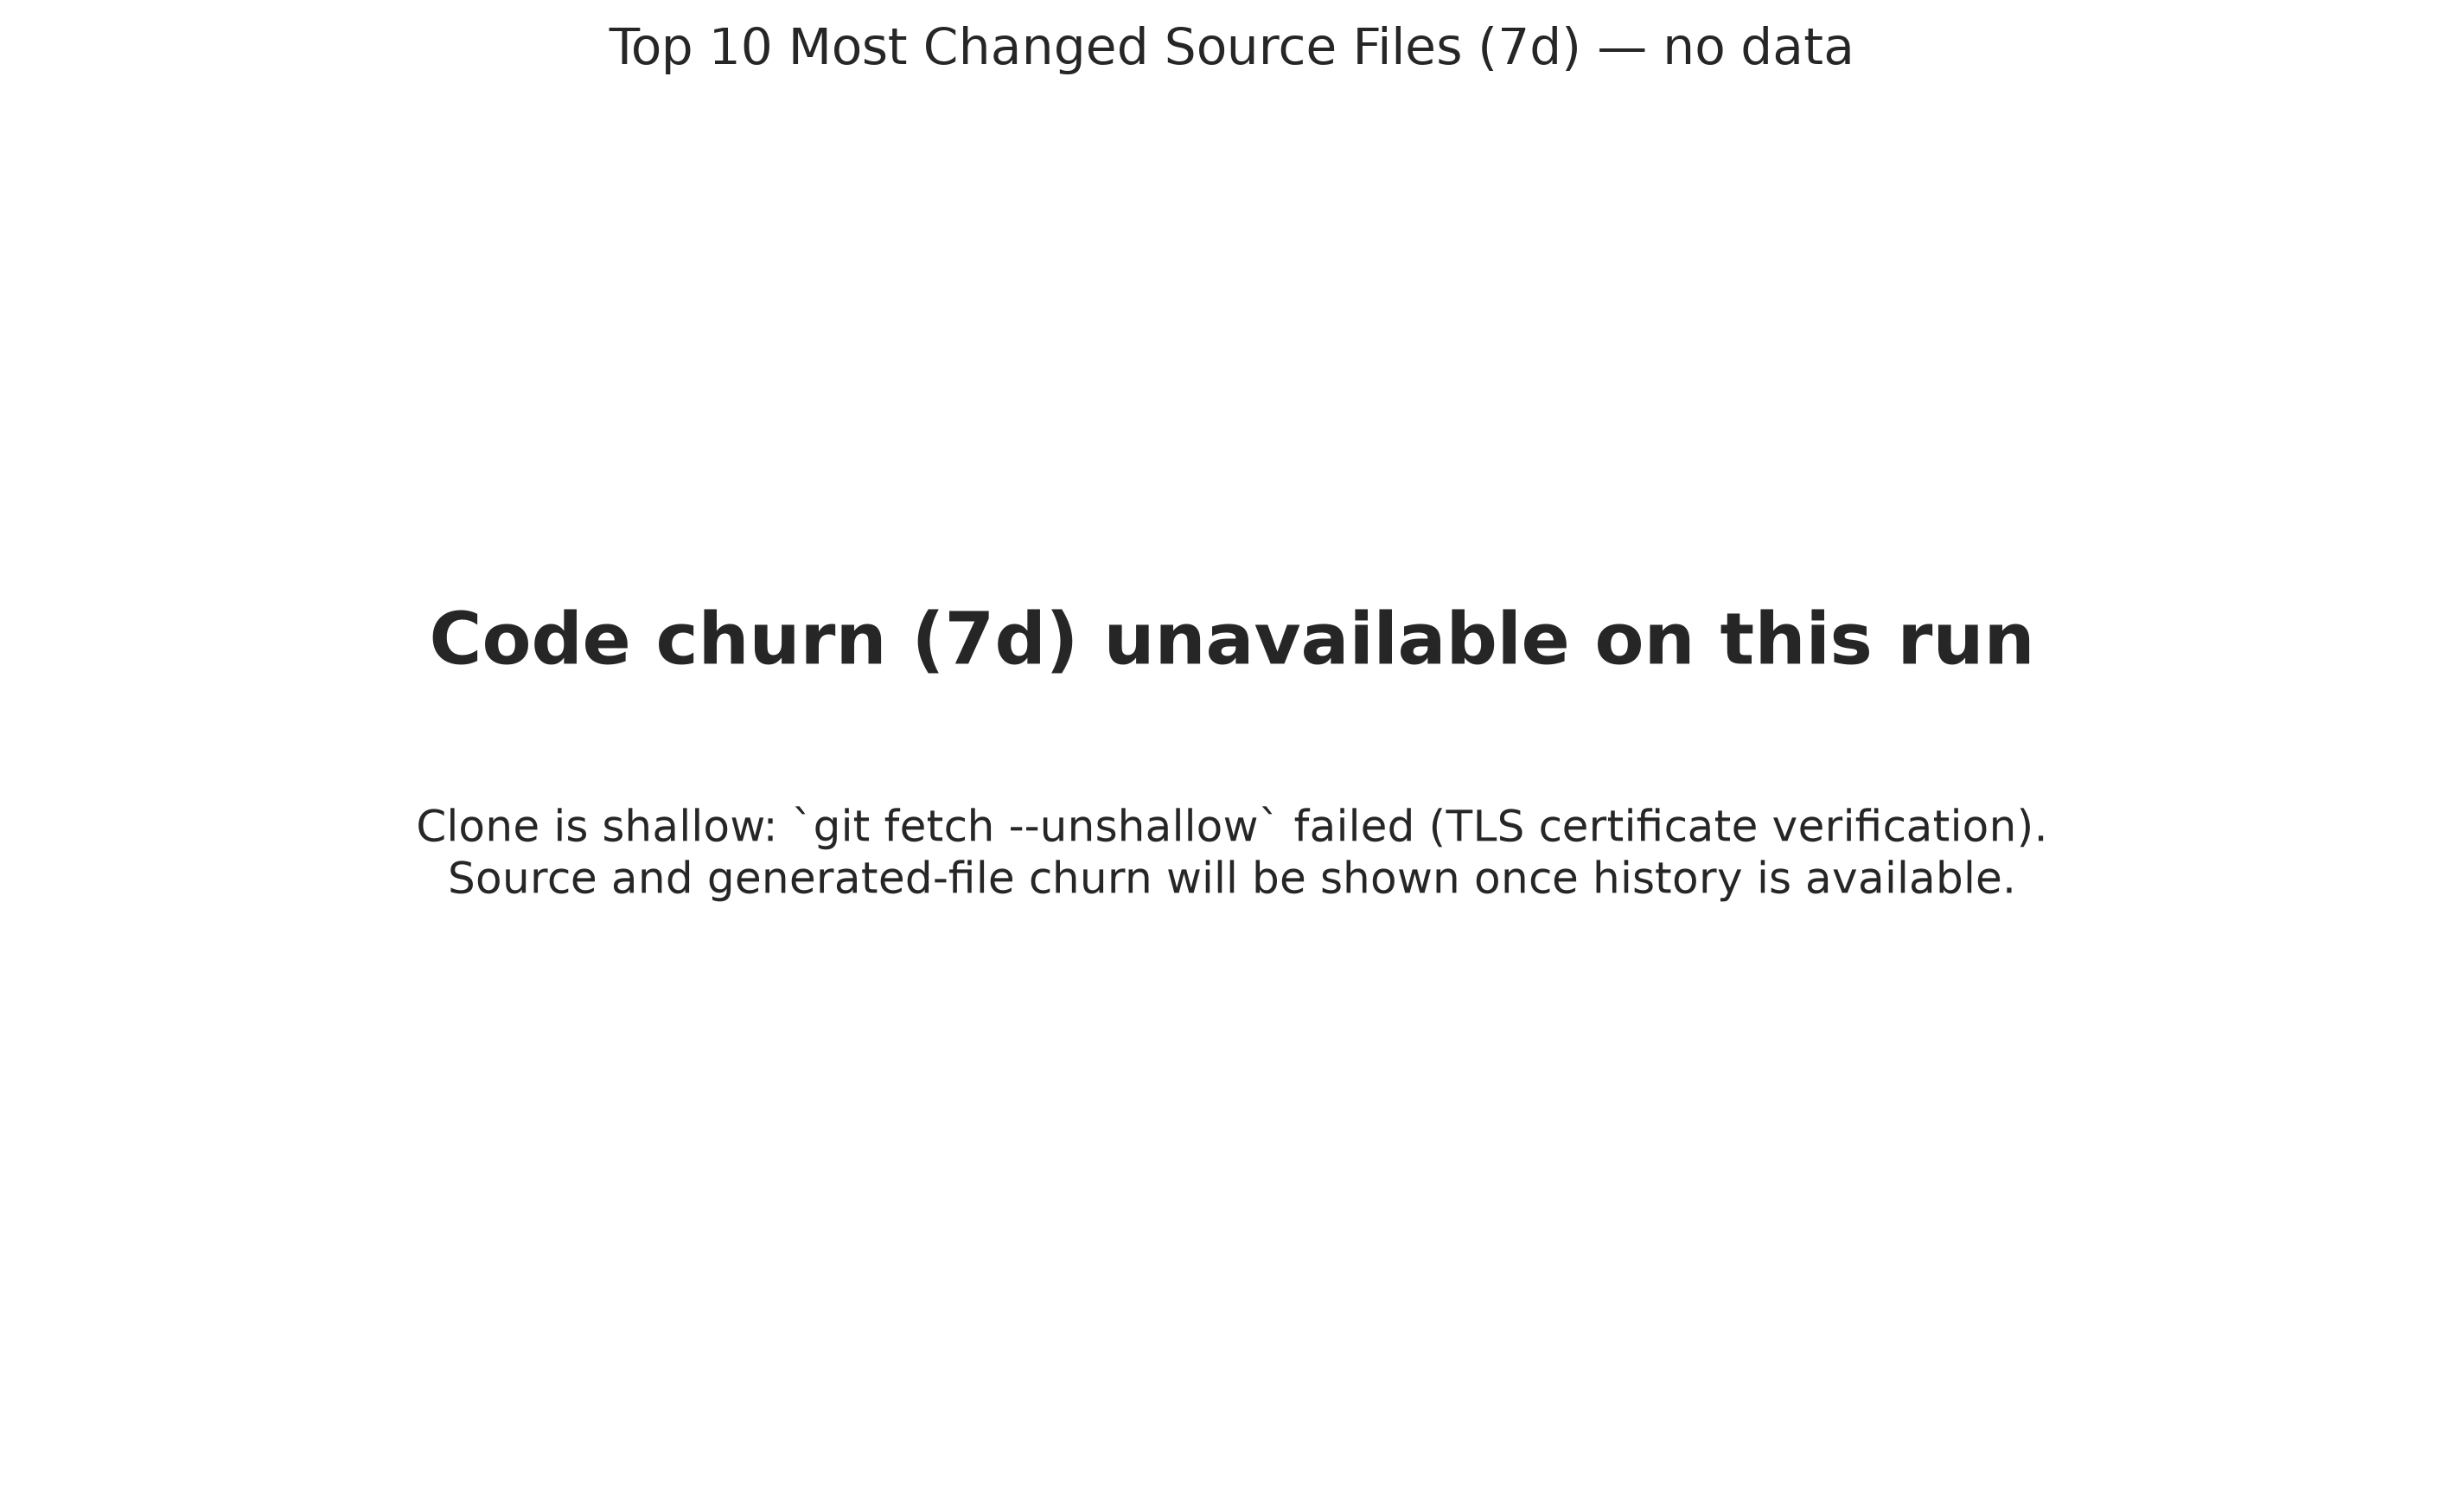 Top 10 Most Changed Source Files (7d) — no data
Code churn (7d) unavailable on this run
Clone is shallow: `git fetch --unshallow` failed (TLS certificate verification).
Source and generated-file churn will be shown once history is available.